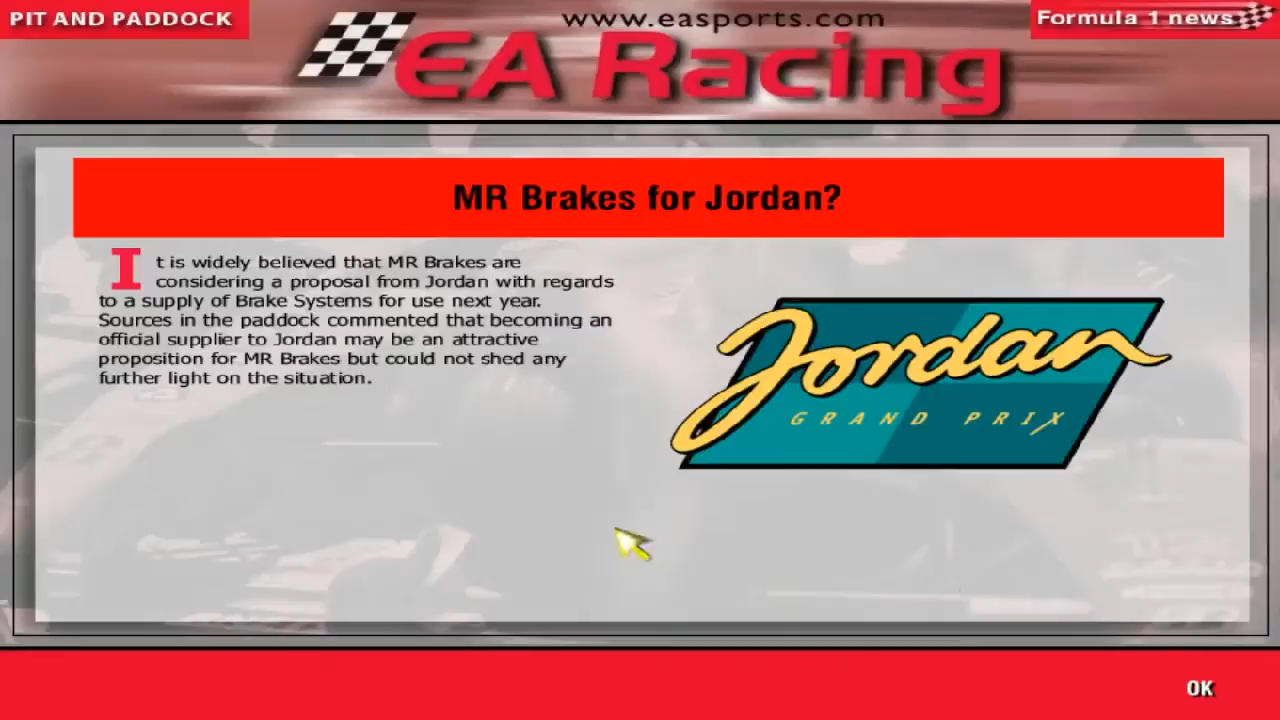 PIT AND PADDOCK
www.easports.com
Formula 1 news
EA Racing
MR Brakes for Jordan?
It is widely believed that MR Brakes are
considering a proposal from Jordan with regards
to a supply of Brake Systems for use next year.
Sources in the paddock commented that becoming an
official supplier to Jordan may be an attractive
proposition for MR Brakes but could not shed any
further light on the situation.
Jordan
GRAND PRIX
OK